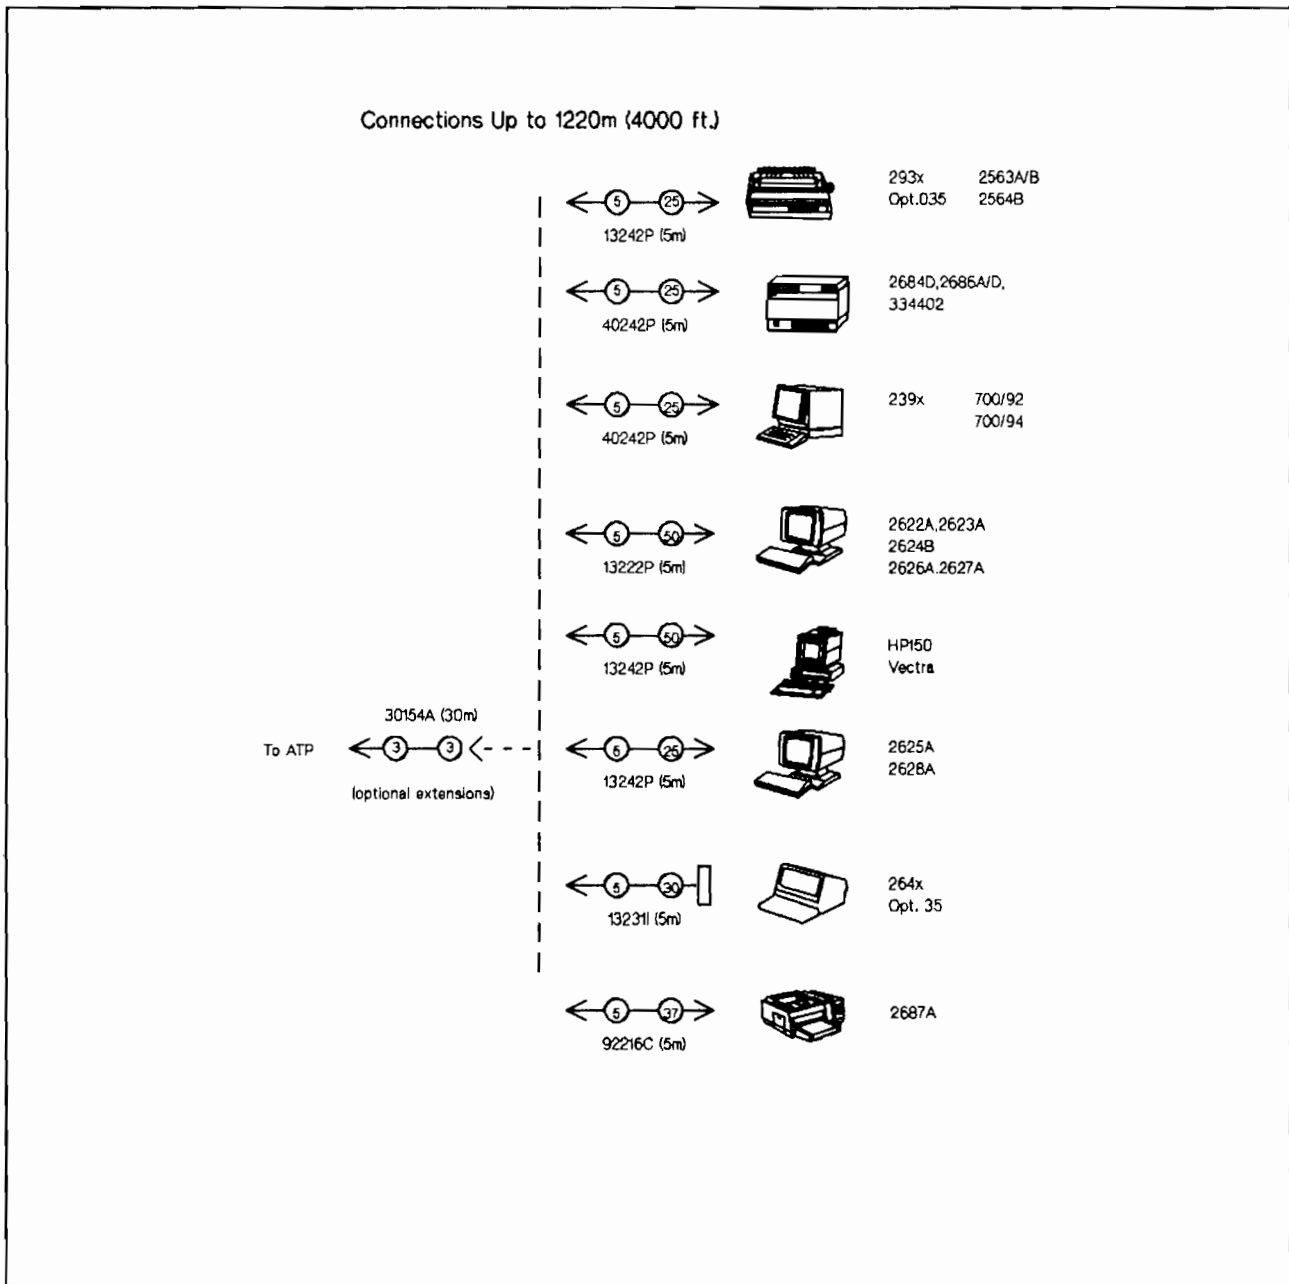 Connections Up to 1220m (4000 ft.)
5 25
13242P (5m)
293x 2563A/B
Opt.035 2564B
5 25
40242P (5m)
2684D,2686A/D,
334402
5 25
40242P (5m)
239x 700/92
700/94
5 50
13222P (5m)
2622A,2623A
2624B
2626A.2627A
5 50
13242P (5m)
HP150
Vectra
30154A (30m)
To ATP 3 3
(optional extensions)
5 25
13242P (5m)
2625A
2628A
5 30
13231I (5m)
264x
Opt. 35
5 37
92216C (5m)
2687A